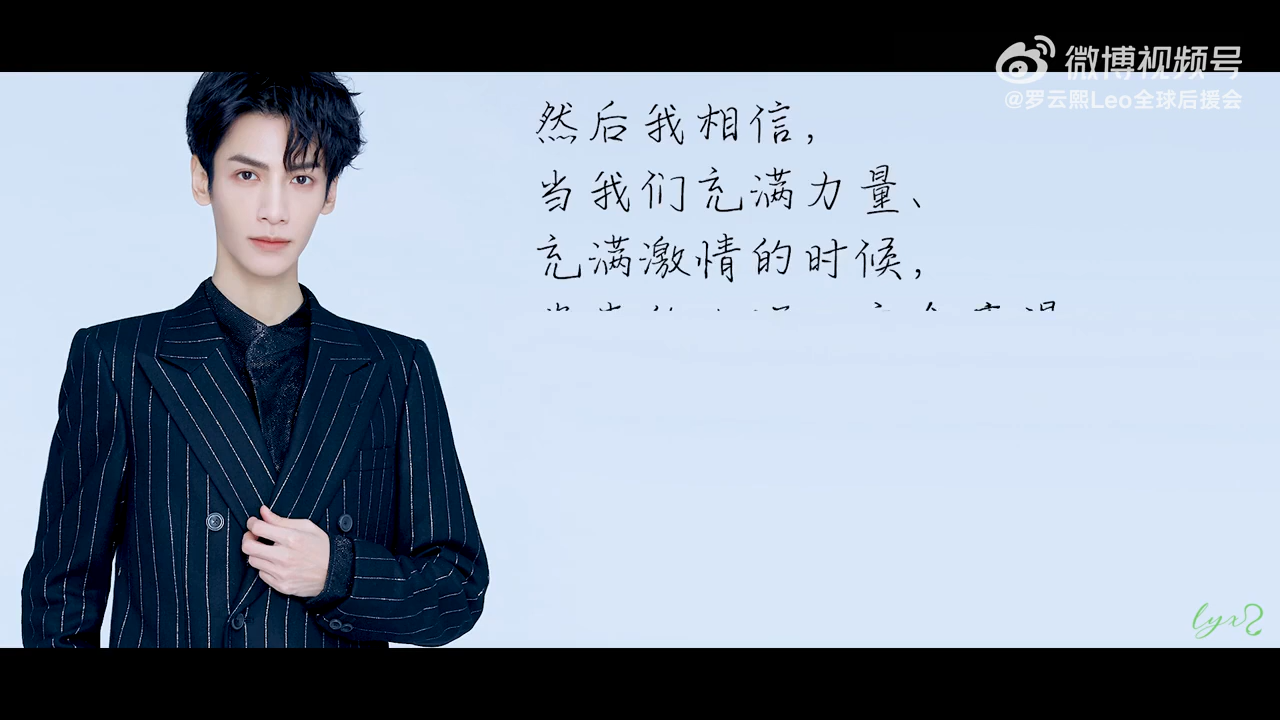 微博视频号
@罗云熙Leo全球后援会
然后我相信，
当我们充满力量、
充满激情的时候，
lyx